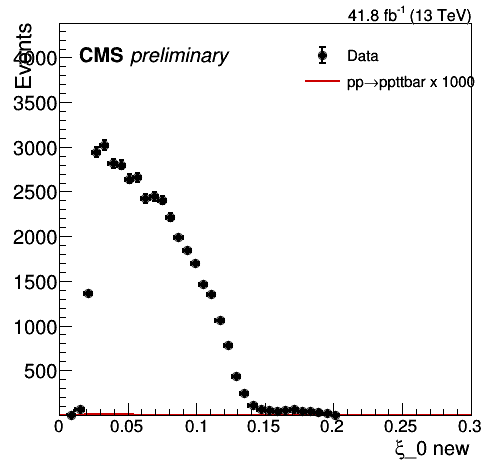 41.8 fb⁻¹ (13 TeV)
Events
CMS preliminary
Data
pp→ppttbar x 1000
4000
3500
3000
2500
2000
1500
1000
500
0 0.05 0.1 0.15 0.2 0.25 0.3
ξ_0 new